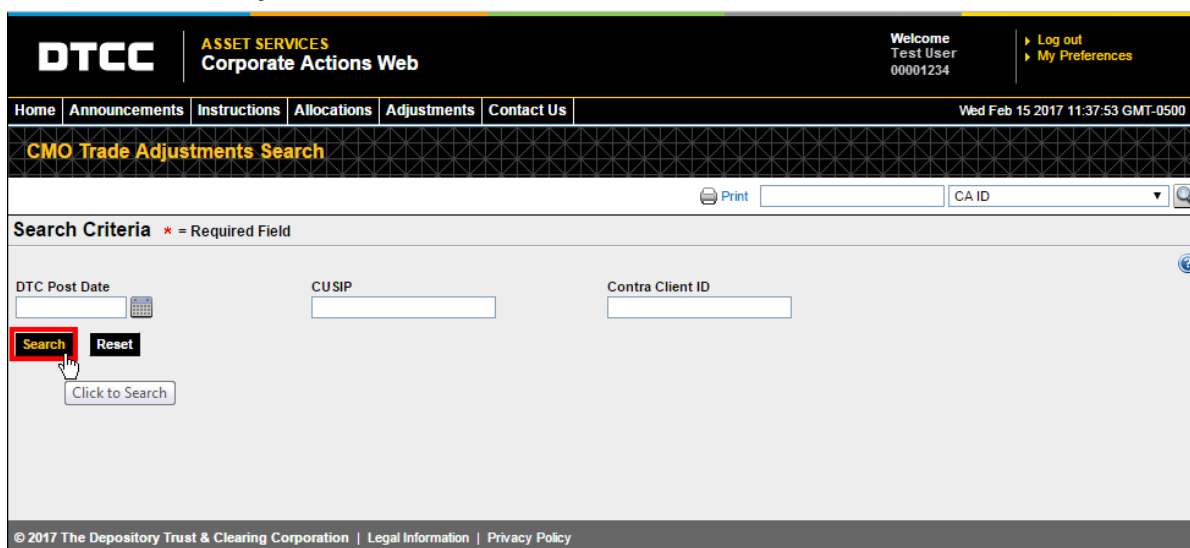 DTCC
ASSET SERVICES
Corporate Actions Web
Welcome
Test User
00001234
Log out
My Preferences
Home Announcements Instructions Allocations Adjustments Contact Us Wed Feb 15 2017 11:37:53 GMT-0500
CMO Trade Adjustments Search
Print CA ID
Search Criteria * = Required Field
DTC Post Date CUSIP Contra Client ID
Search Reset
Click to Search
© 2017 The Depository Trust & Clearing Corporation | Legal Information | Privacy Policy